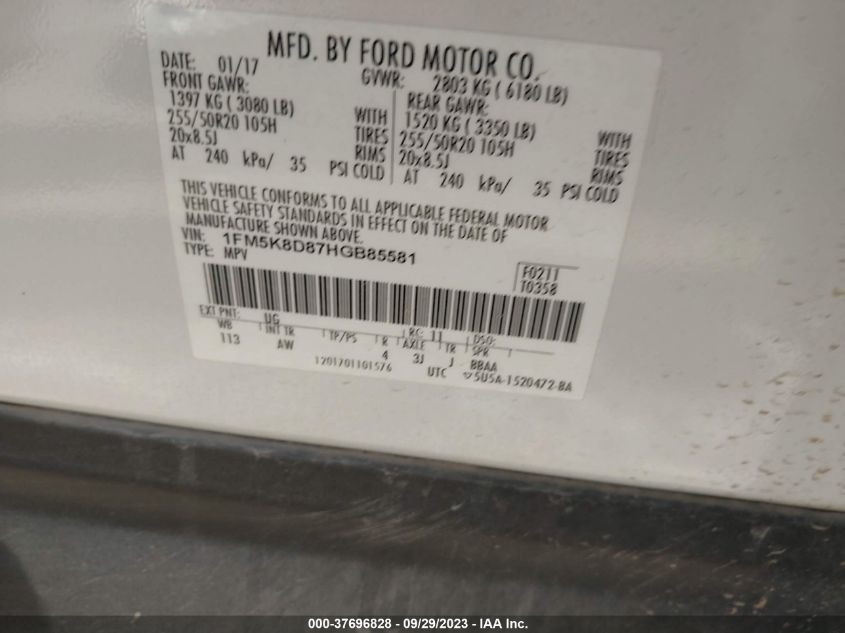 MFD. BY FORD MOTOR CO.
DATE: 01/17 GVWR: 2803 KG ( 6180 LB)
FRONT GAWR: REAR GAWR:
1397 KG ( 3080 LB) WITH 1520 KG ( 3350 LB) WITH
255/50R20 105H TIRES 255/50R20 105H TIRES
20x8.5J RIMS 20x8.5J RIMS
AT 240 kPa/ 35 PSI COLD AT 240 kPa/ 35 PSI COLD
THIS VEHICLE CONFORMS TO ALL APPLICABLE FEDERAL MOTOR
VEHICLE SAFETY STANDARDS IN EFFECT ON THE DATE OF
MANUFACTURE SHOWN ABOVE.
VIN: 1FM5K8D87HGB85581
TYPE: MPV
F0211
T0358
EXT PNT: UG RC: 11 DSO:
WB INT TR TP/PS R AXLE TR SPR
113 AW 4 3J J BBAA
1201701101576 UTC ♡5U5A-1520472-BA
000-37696828 - 09/29/2023 - IAA Inc.